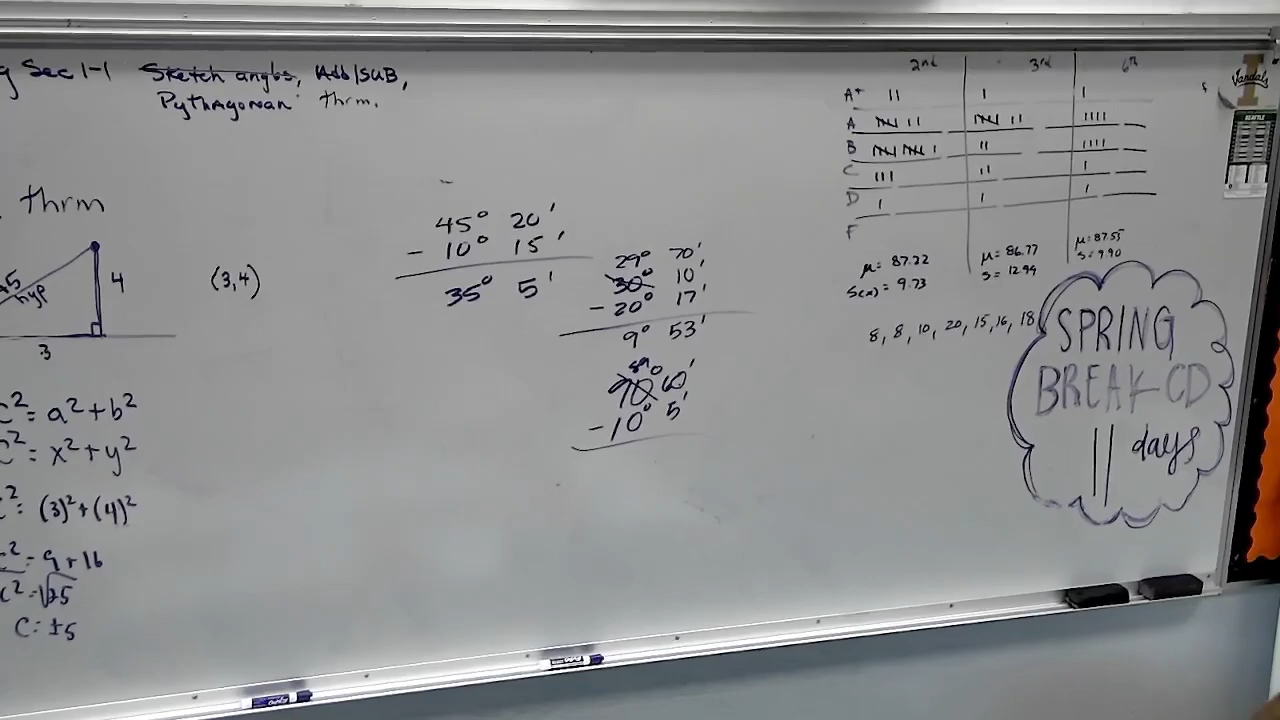 g Sec 1-1 Sketch angles, Add/SUB,
Pythagorean thrm.
thrm
5
hyp
4
3
(3,4)
C² = a² + b²
C² = x² + y²
C² = (3)² + (4)²
C² = 9 + 16
C² = √25
C = ±5
45° 20'
- 10° 15'
35° 5'
29° 70'
30° 10'
- 20° 17'
9° 53'
89° 60'
90°
- 10° 5'
2nd 3rd 6th
A+ || | |
A |||| || |||| || ||||
B |||| |||| | || ||||
C ||| || |
D | | |
F
μ = 87.22 μ = 86.77 μ = 87.55
S(x) = 9.73 S = 12.99 S = 9.90
8, 8, 10, 20, 15, 16, 18
SPRING
BREAK CD
11 days
Vandals
SEATTLE